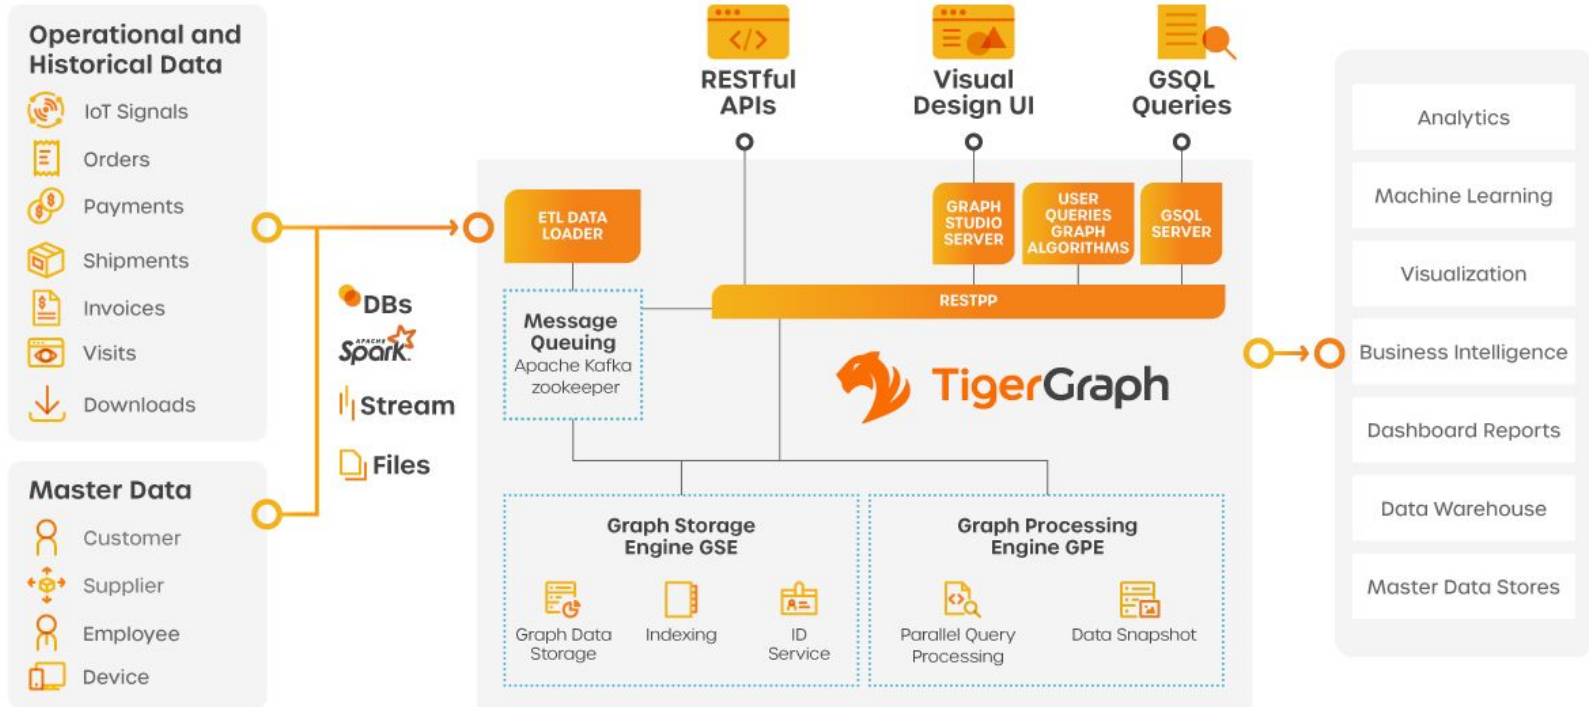 Operational and
Historical Data
IoT Signals
Orders
Payments
Shipments
Invoices
Visits
Downloads
Master Data
Customer
Supplier
Employee
Device
DBs
APACHE
Spark
Stream
Files
RESTful
APIs
Visual
Design UI
GSQL
Queries
ETL DATA
LOADER
GRAPH
STUDIO
SERVER
USER
QUERIES
GRAPH
ALGORITHMS
GSQL
SERVER
RESTPP
Message
Queuing
Apache Kafka
zookeeper
TigerGraph
Graph Storage
Engine GSE
Graph Data
Storage
Indexing
ID
Service
Graph Processing
Engine GPE
Parallel Query
Processing
Data Snapshot
Analytics
Machine Learning
Visualization
Business Intelligence
Dashboard Reports
Data Warehouse
Master Data Stores